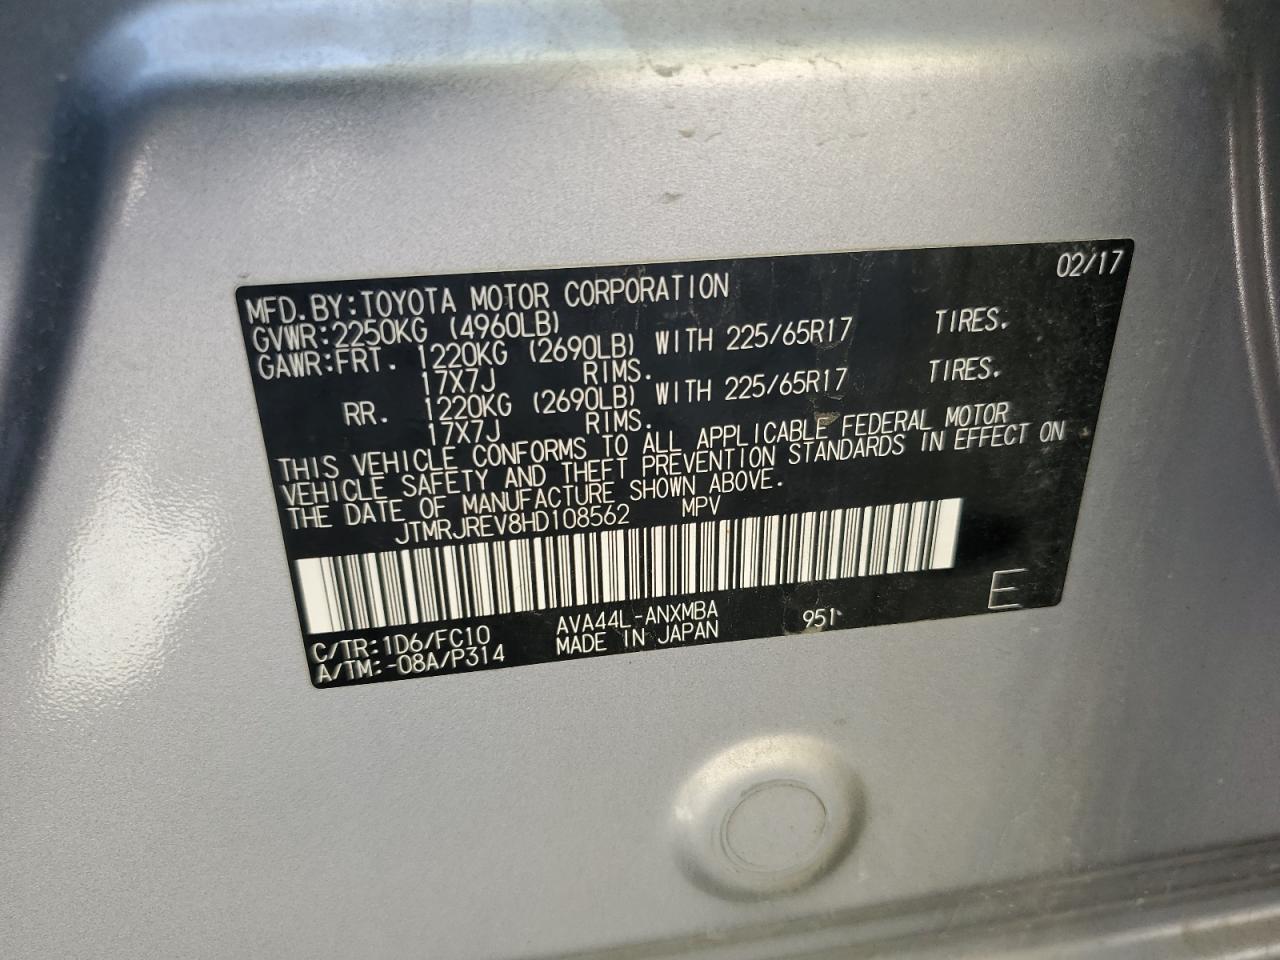 02/17
MFD.BY:TOYOTA MOTOR CORPORATION
GVWR:2250KG (4960LB)
GAWR:FRT. 1220KG (2690LB) WITH 225/65R17 TIRES.
17X7J RIMS.
RR. 1220KG (2690LB) WITH 225/65R17 TIRES.
17X7J RIMS.
THIS VEHICLE CONFORMS TO ALL APPLICABLE FEDERAL MOTOR
VEHICLE SAFETY AND THEFT PREVENTION STANDARDS IN EFFECT ON
THE DATE OF MANUFACTURE SHOWN ABOVE.
JTMRJREV8HD108562 MPV
C/TR:1D6/FC10 AVA44L-ANXMBA 951 E
A/TM:-08A/P314 MADE IN JAPAN